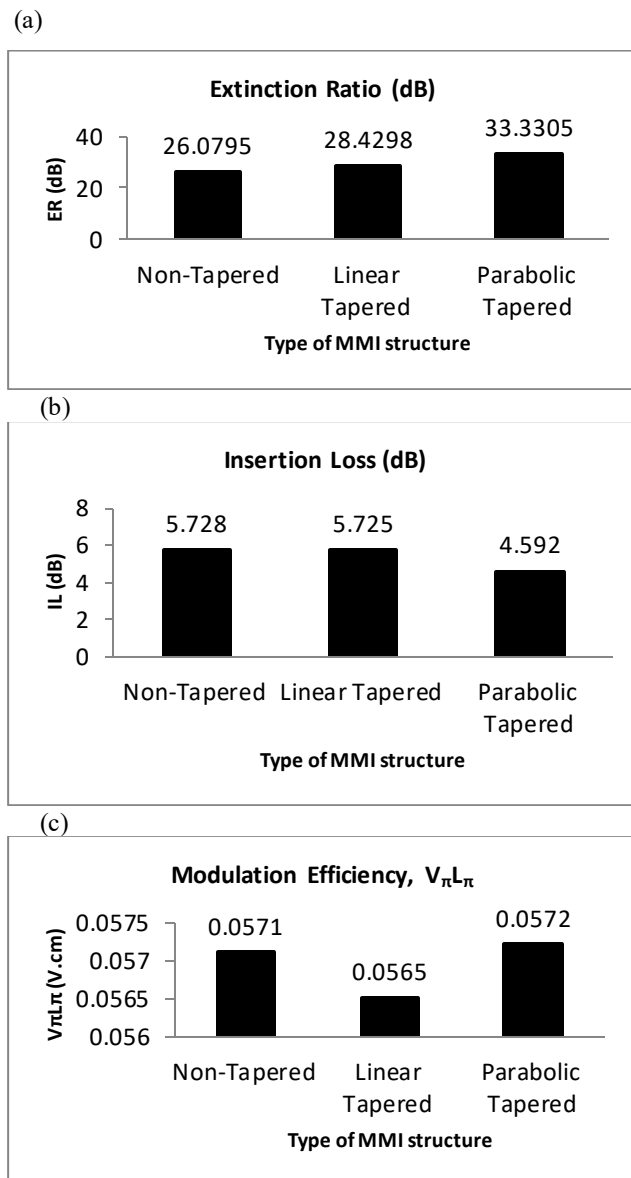 (a)
Extinction Ratio (dB)
40
20
0
ER (dB)
26.0795
28.4298
33.3305
Non-Tapered
Linear
Tapered
Parabolic
Tapered
Type of MMI structure
(b)
Insertion Loss (dB)
8
6
4
2
0
IL (dB)
5.728
5.725
4.592
Non-Tapered
Linear Tapered
Parabolic
Tapered
Type of MMI structure
(c)
Modulation Efficiency, VπLπ
0.0575
0.057
0.0565
0.056
VπLπ (V.cm)
0.0571
0.0565
0.0572
Non-Tapered
Linear
Tapered
Parabolic
Tapered
Type of MMI structure